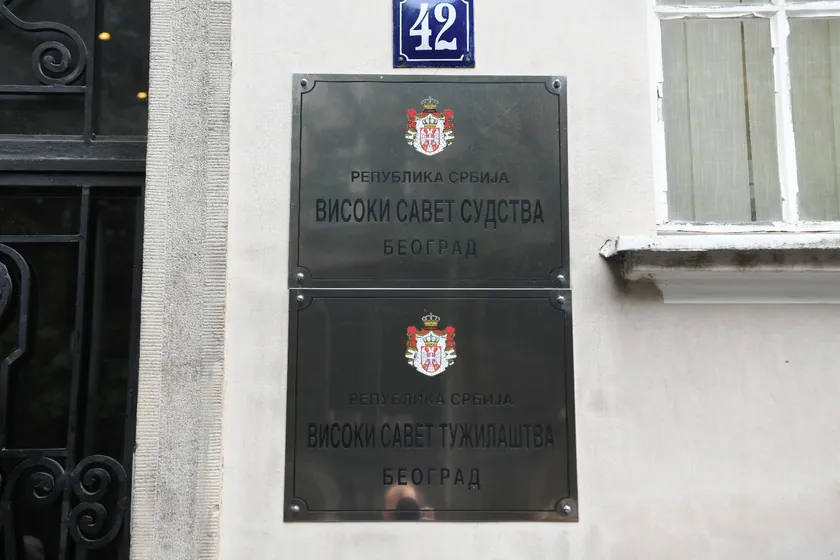 42
РЕПУБЛИКА СРБИЈА
ВИСОКИ САВЕТ СУДСТВА
БЕОГРАД
РЕПУБЛИКА СРБИЈА
ВИСОКИ САВЕТ ТУЖИЛАШТВА
БЕОГРАД